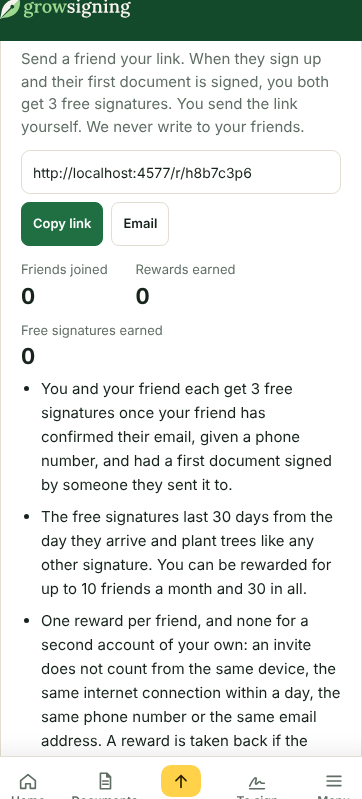 growsigning
Send a friend your link. When they sign up
and their first document is signed, you both
get 3 free signatures. You send the link
yourself. We never write to your friends.
http://localhost:4577/r/h8b7c3p6
Copy link Email
Friends joined Rewards earned
0 0
Free signatures earned
0
• You and your friend each get 3 free
signatures once your friend has
confirmed their email, given a phone
number, and had a first document signed
by someone they sent it to.
• The free signatures last 30 days from the
day they arrive and plant trees like any
other signature. You can be rewarded for
up to 10 friends a month and 30 in all.
• One reward per friend, and none for a
second account of your own: an invite
does not count from the same device, the
same internet connection within a day, the
same phone number or the same email
address. A reward is taken back if the